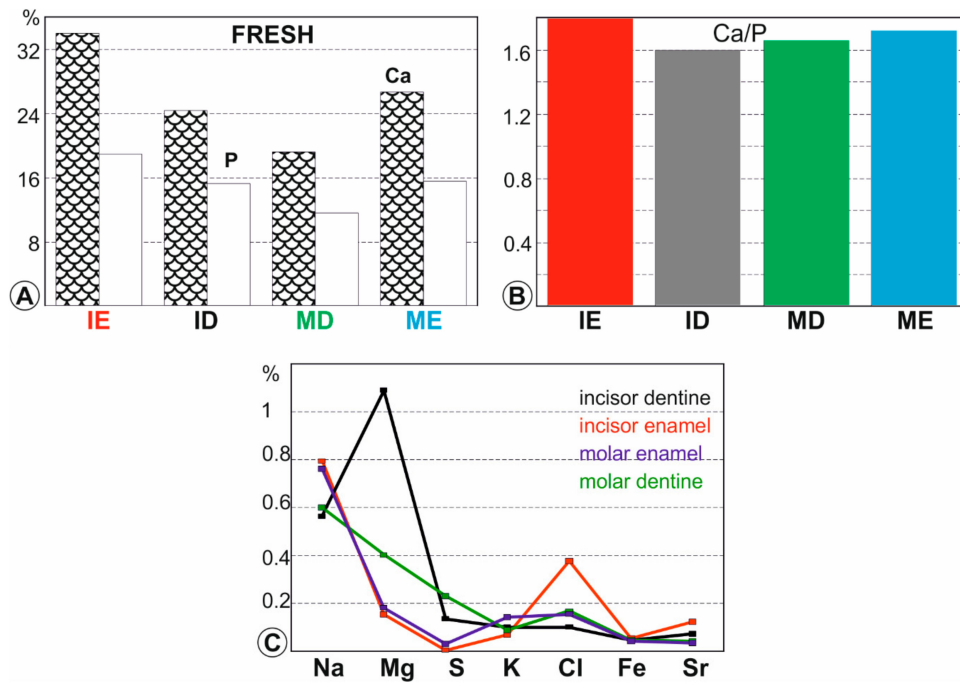 %
FRESH
32
Ca
24
P
16
8
A
IE ID MD ME
Ca/P
1.6
1.2
0.8
0.4
B
IE ID MD ME
%
1
0.8
0.6
0.4
0.2
incisor dentine
incisor enamel
molar enamel
molar dentine
C
Na Mg S K Cl Fe Sr